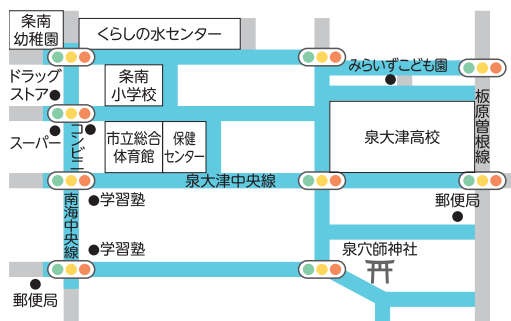 条南
幼稚園
くらしの水センター
ドラッグ
ストア
条南
小学校
みらいずこども園
スーパー
コンビニ
市立総合
体育館
保健
センター
泉大津高校
板原曽根線
泉大津中央線
南海中央線
学習塾
郵便局
学習塾
泉穴師神社
郵便局